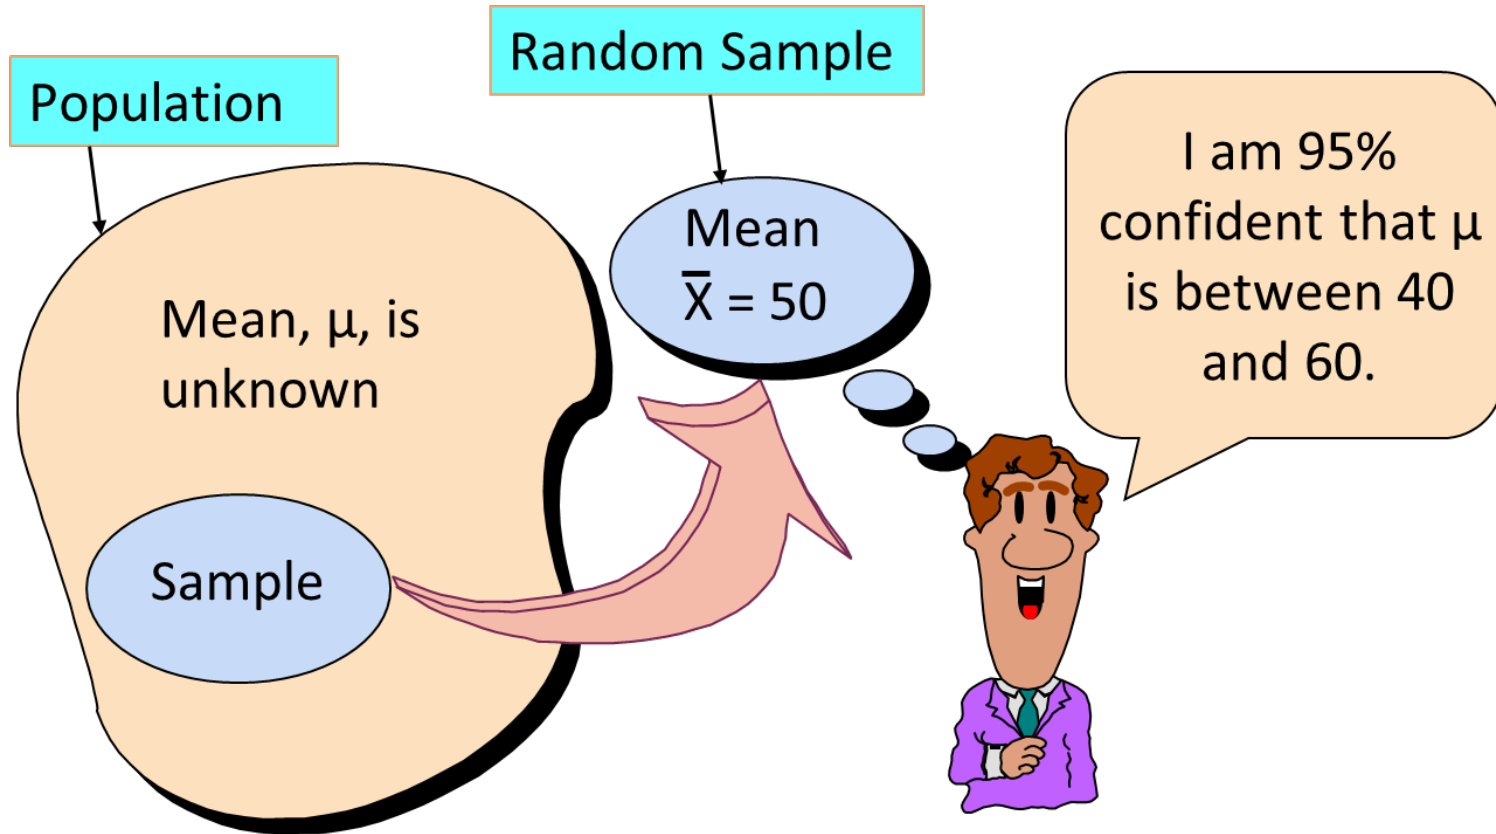 Population
Random Sample
Mean, μ, is
unknown
Sample
Mean
X̅ = 50
I am 95%
confident that μ
is between 40
and 60.